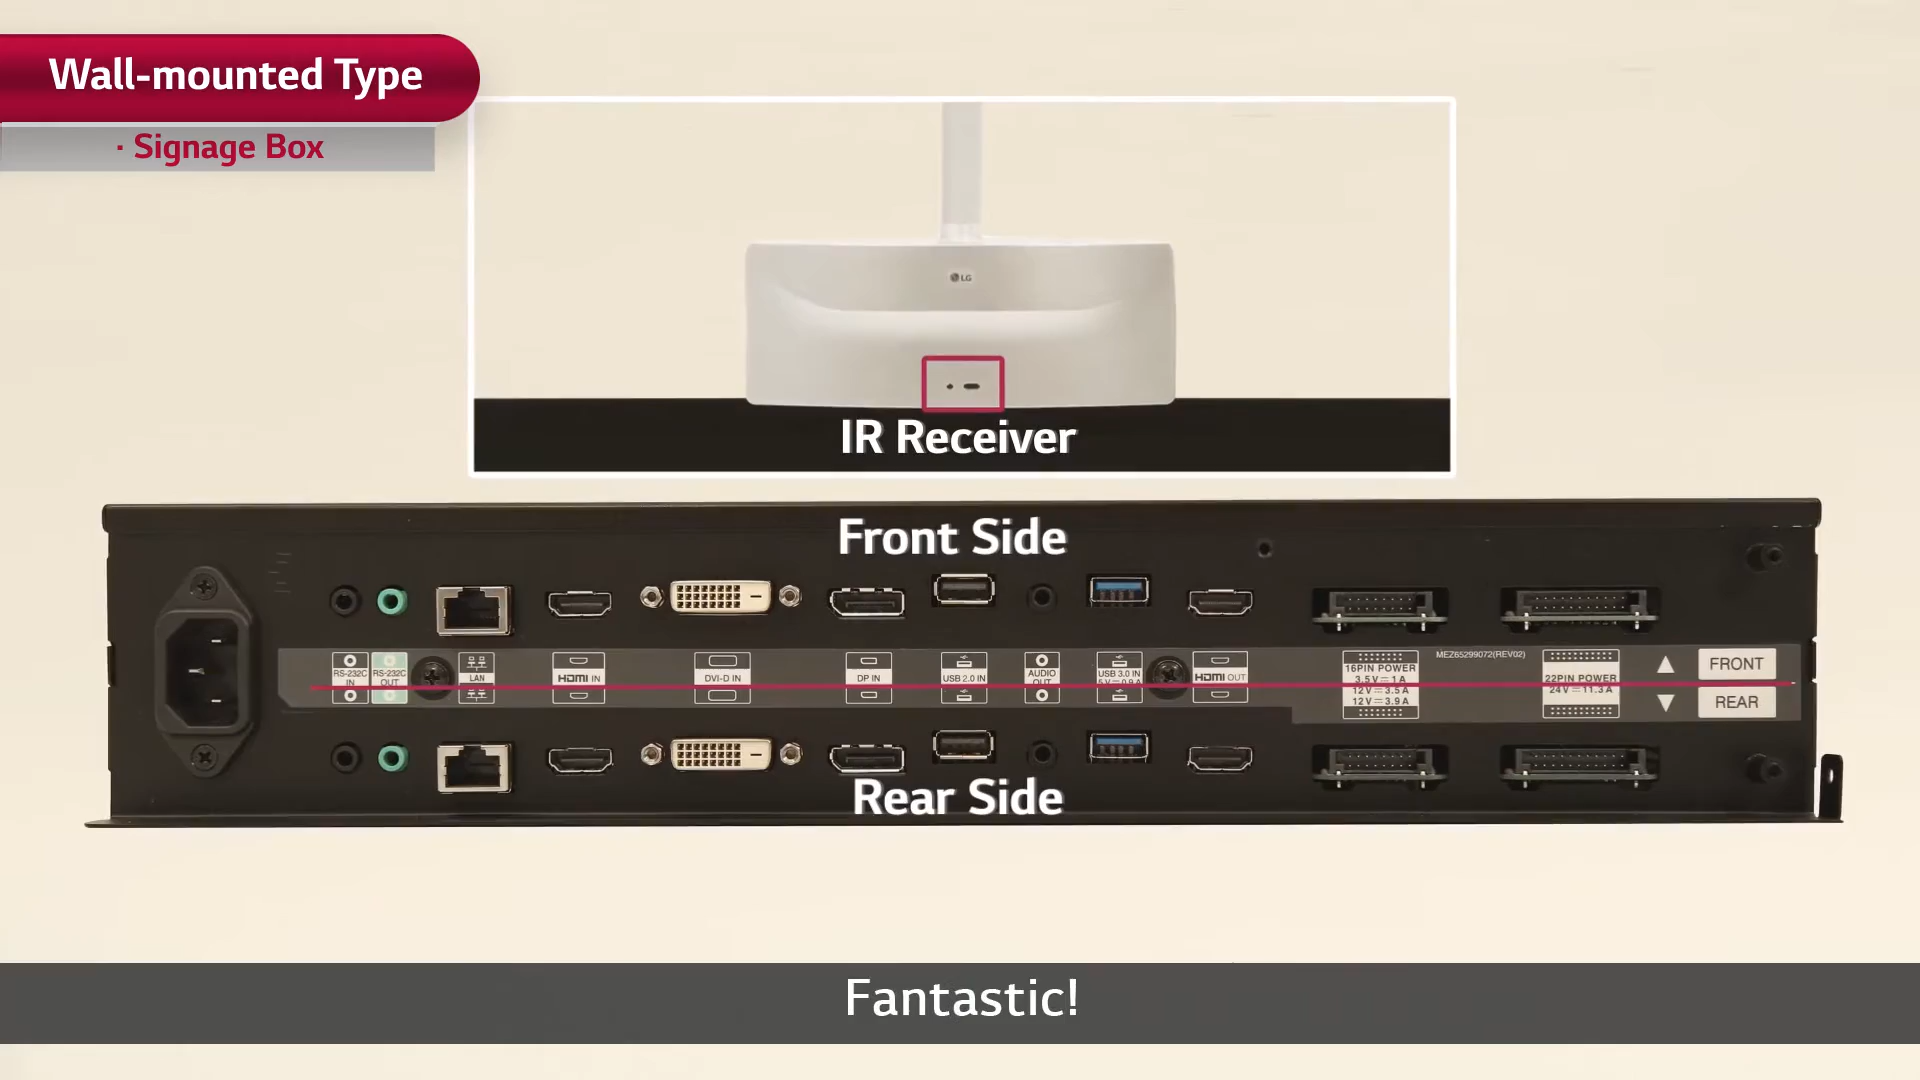 Wall-mounted Type
· Signage Box
LG
IR Receiver
Front Side
RS-232C IN
RS-232C OUT
LAN
HDMI IN
DVI-D IN
DP IN
USB 2.0 IN
AUDIO OUT
USB 3.0 IN
HDMI OUT
16PIN POWER
3.5V⎓1A
12V⎓3.5A
12V⎓3.9A
MEZ65299072(REV02)
22PIN POWER
24V⎓11.3A
▲ FRONT
▼ REAR
Rear Side
Fantastic!